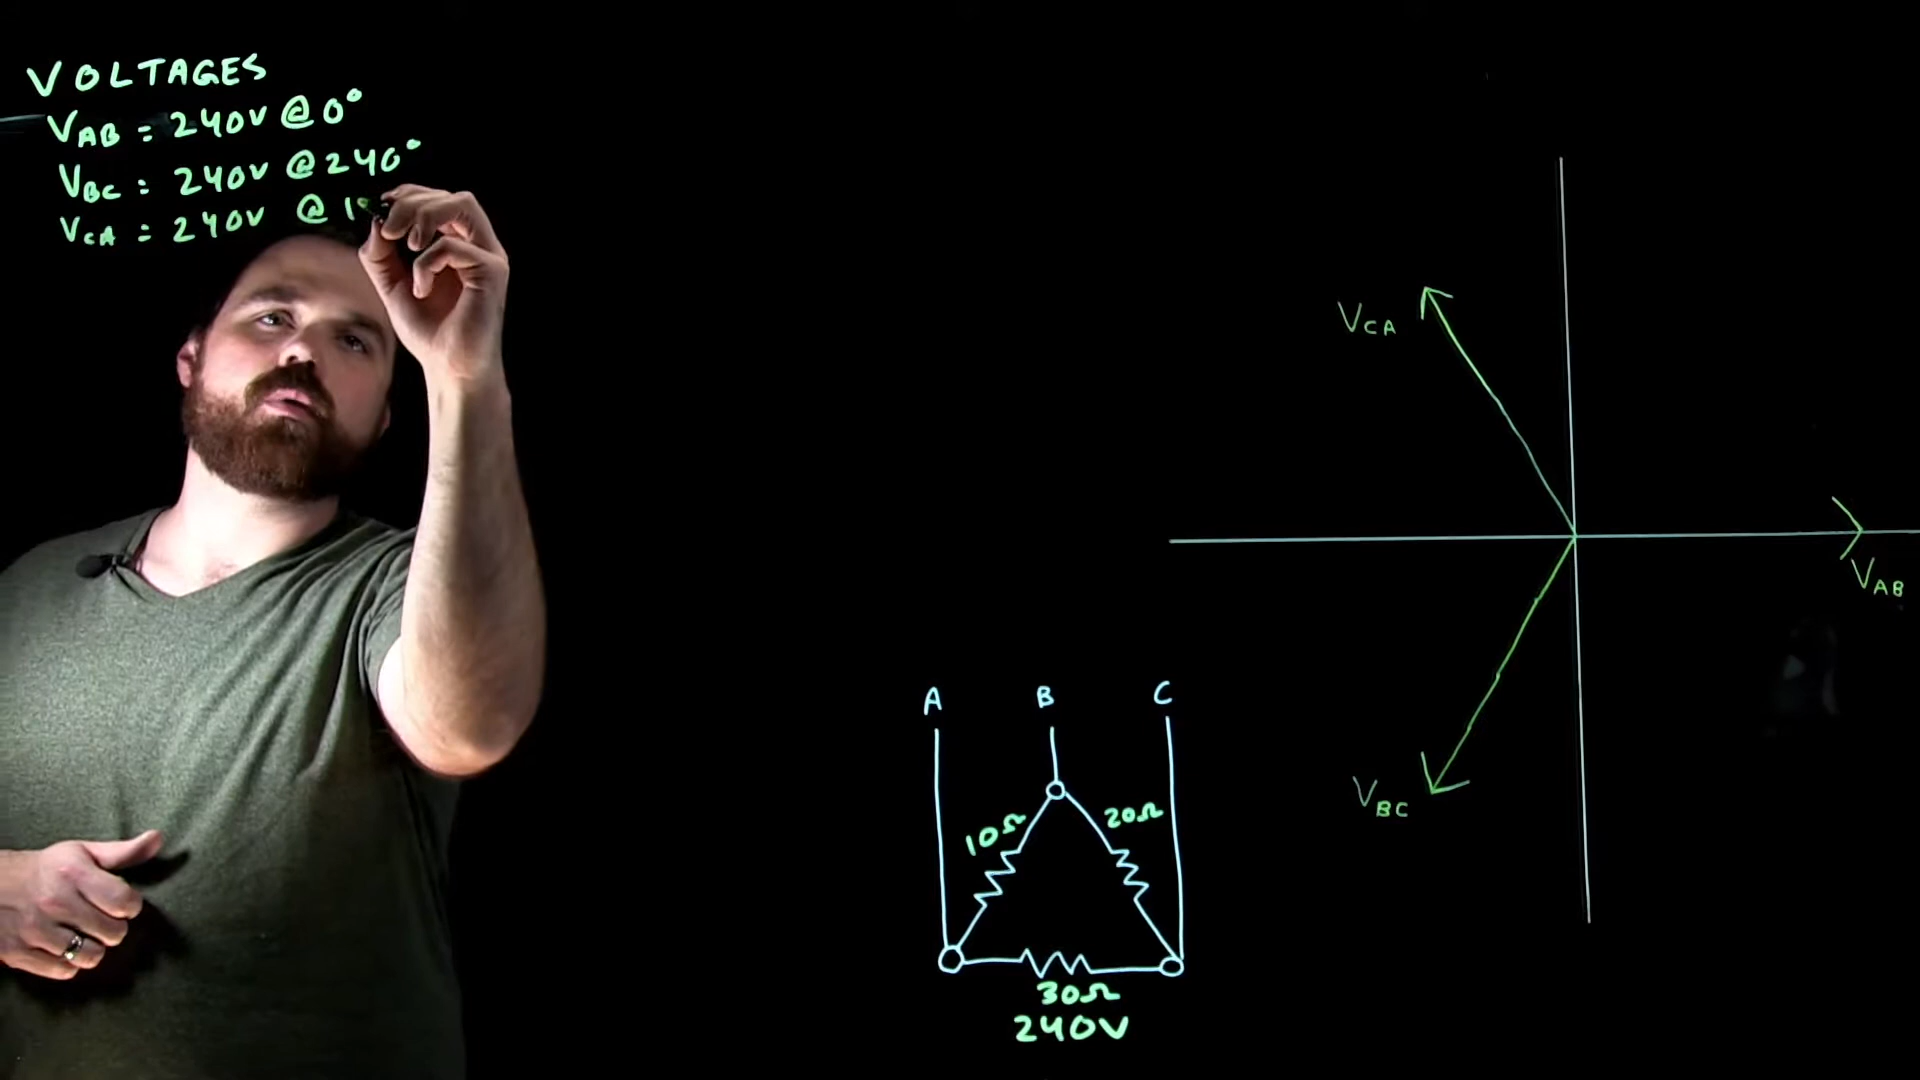 VOLTAGES
VAB = 240V @ 0°
VBC = 240V @ 240°
VCA = 240V @
VCA
VAB
VBC
A B C
10Ω 20Ω
30Ω
240V